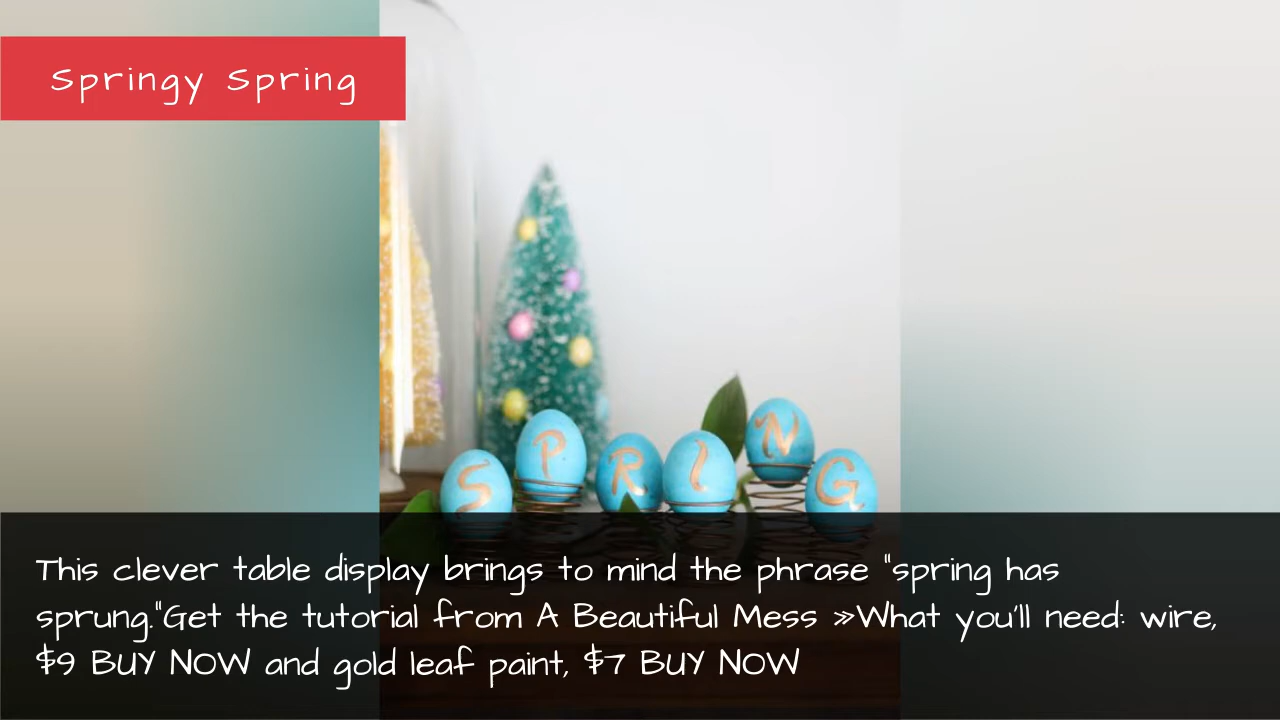 Springy Spring
S P R I N G
This clever table display brings to mind the phrase "spring has
sprung."Get the tutorial from A Beautiful Mess »What you'll need: wire,
$9 BUY NOW and gold leaf paint, $7 BUY NOW